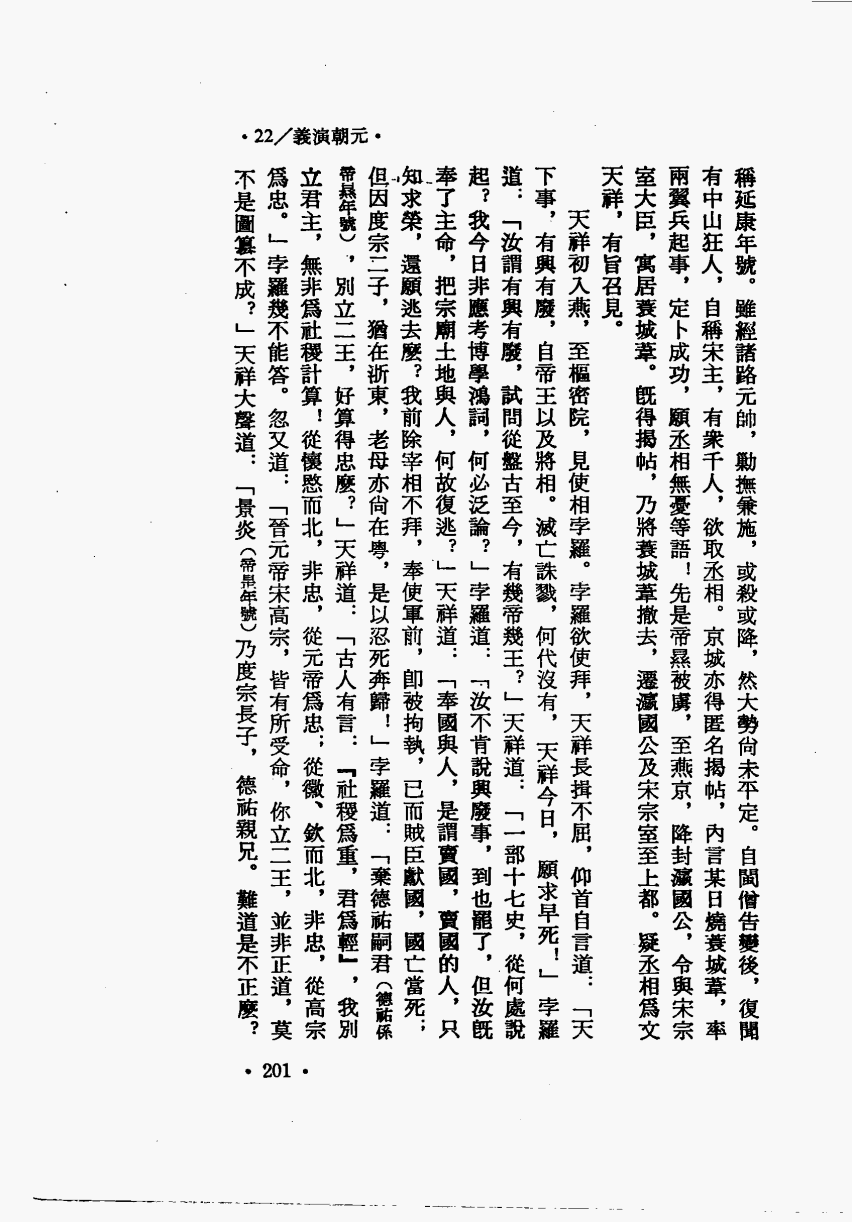 •22／義演朝元•
稱延康年號。雖經諸路元帥，勦撫兼施，或殺或降，然大勢尙未平定。自閩僧告變後，復聞
有中山狂人，自稱宋主，有衆千人，欲取丞相。京城亦得匿名揭帖，內言某日燒蓑城葦，率
兩翼兵起事，定卜成功，願丞相無憂等語！先是帝㬎被虜，至燕京，降封瀛國公，令與宋宗
室大臣，寓居蓑城葦。旣得揭帖，乃將蓑城葦撤去，遷瀛國公及宋宗室至上都。疑丞相爲文
天祥，有旨召見。
天祥初入燕，至樞密院，見使相孛羅。孛羅欲使拜，天祥長揖不屈，仰首自言道：「天
下事，有興有廢，自帝王以及將相。滅亡誅戮，何代沒有，天祥今日，願求早死！」孛羅
道：「汝謂有興有廢，試問從盤古至今，有幾帝幾王？」天祥道：「一部十七史，從何處說
起？我今日非應考博學鴻詞，何必泛論？」孛羅道：「汝不肯說興廢事，到也罷了，但汝旣
奉了主命，把宗廟土地與人，何故復逃？」天祥道：「奉國與人，是謂賣國，賣國的人，只
知求榮，還願逃去麼？我前除宰相不拜，奉使軍前，卽被拘執，已而賊臣獻國，國亡當死；
但因度宗二子，猶在浙東，老母亦尙在粵，是以忍死奔歸！」孛羅道：「棄德祐嗣君（德祐係
帝㬎年號），別立二王，好算得忠麼？」天祥道：「古人有言：『社稷爲重，君爲輕』，我別
立君主，無非爲社稷計算！從懷愍而北，非忠，從元帝爲忠；從徽、欽而北，非忠，從高宗
爲忠。」孛羅幾不能答。忽又道：「晉元帝宋高宗，皆有所受命，你立二王，並非正道，莫
不是圖篡不成？」天祥大聲道：「景炎（帝昰年號）乃度宗長子，德祐親兄。難道是不正麼？
•201•